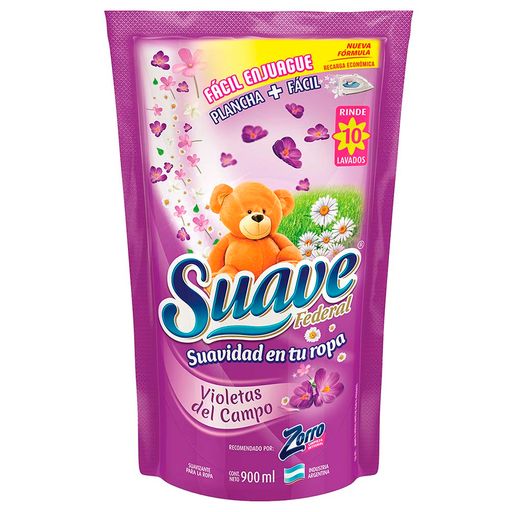 NUEVA
FÓRMULA
RECARGA ECONÓMICA
FÁCIL ENJUAGUE
PLANCHA + FÁCIL
RINDE
10
LAVADOS
Suave®
Federal
Suavidad en tu ropa
Violetas
del Campo
RECOMENDADO POR:
Zorro
SUAVIZANTE
PARA LA ROPA
CONT.
NETO 900 ml
INDUSTRIA
ARGENTINA